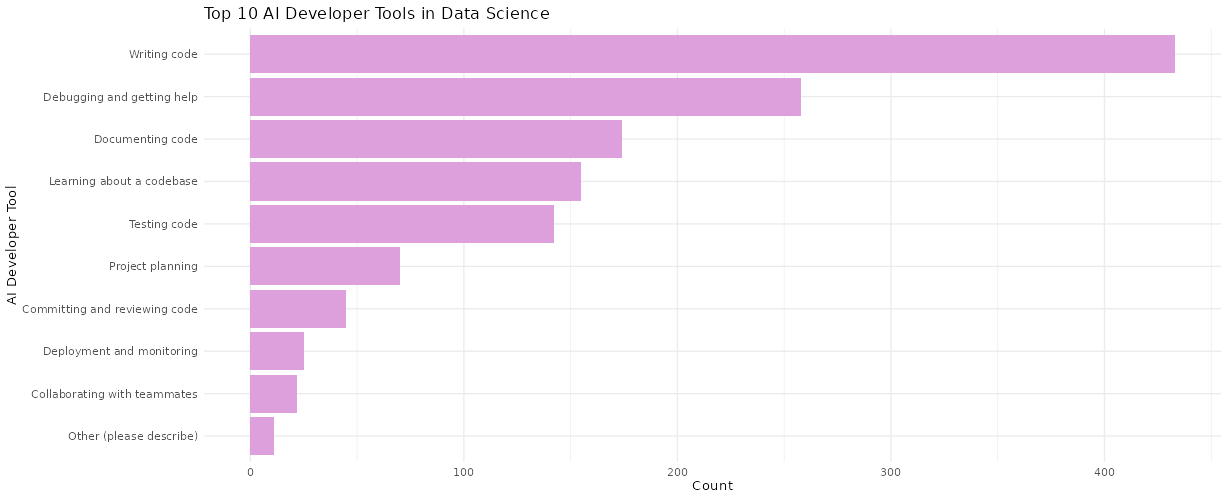 Top 10 AI Developer Tools in Data Science
AI Developer Tool
Writing code
Debugging and getting help
Documenting code
Learning about a codebase
Testing code
Project planning
Committing and reviewing code
Deployment and monitoring
Collaborating with teammates
Other (please describe)
0 100 200 300 400
Count